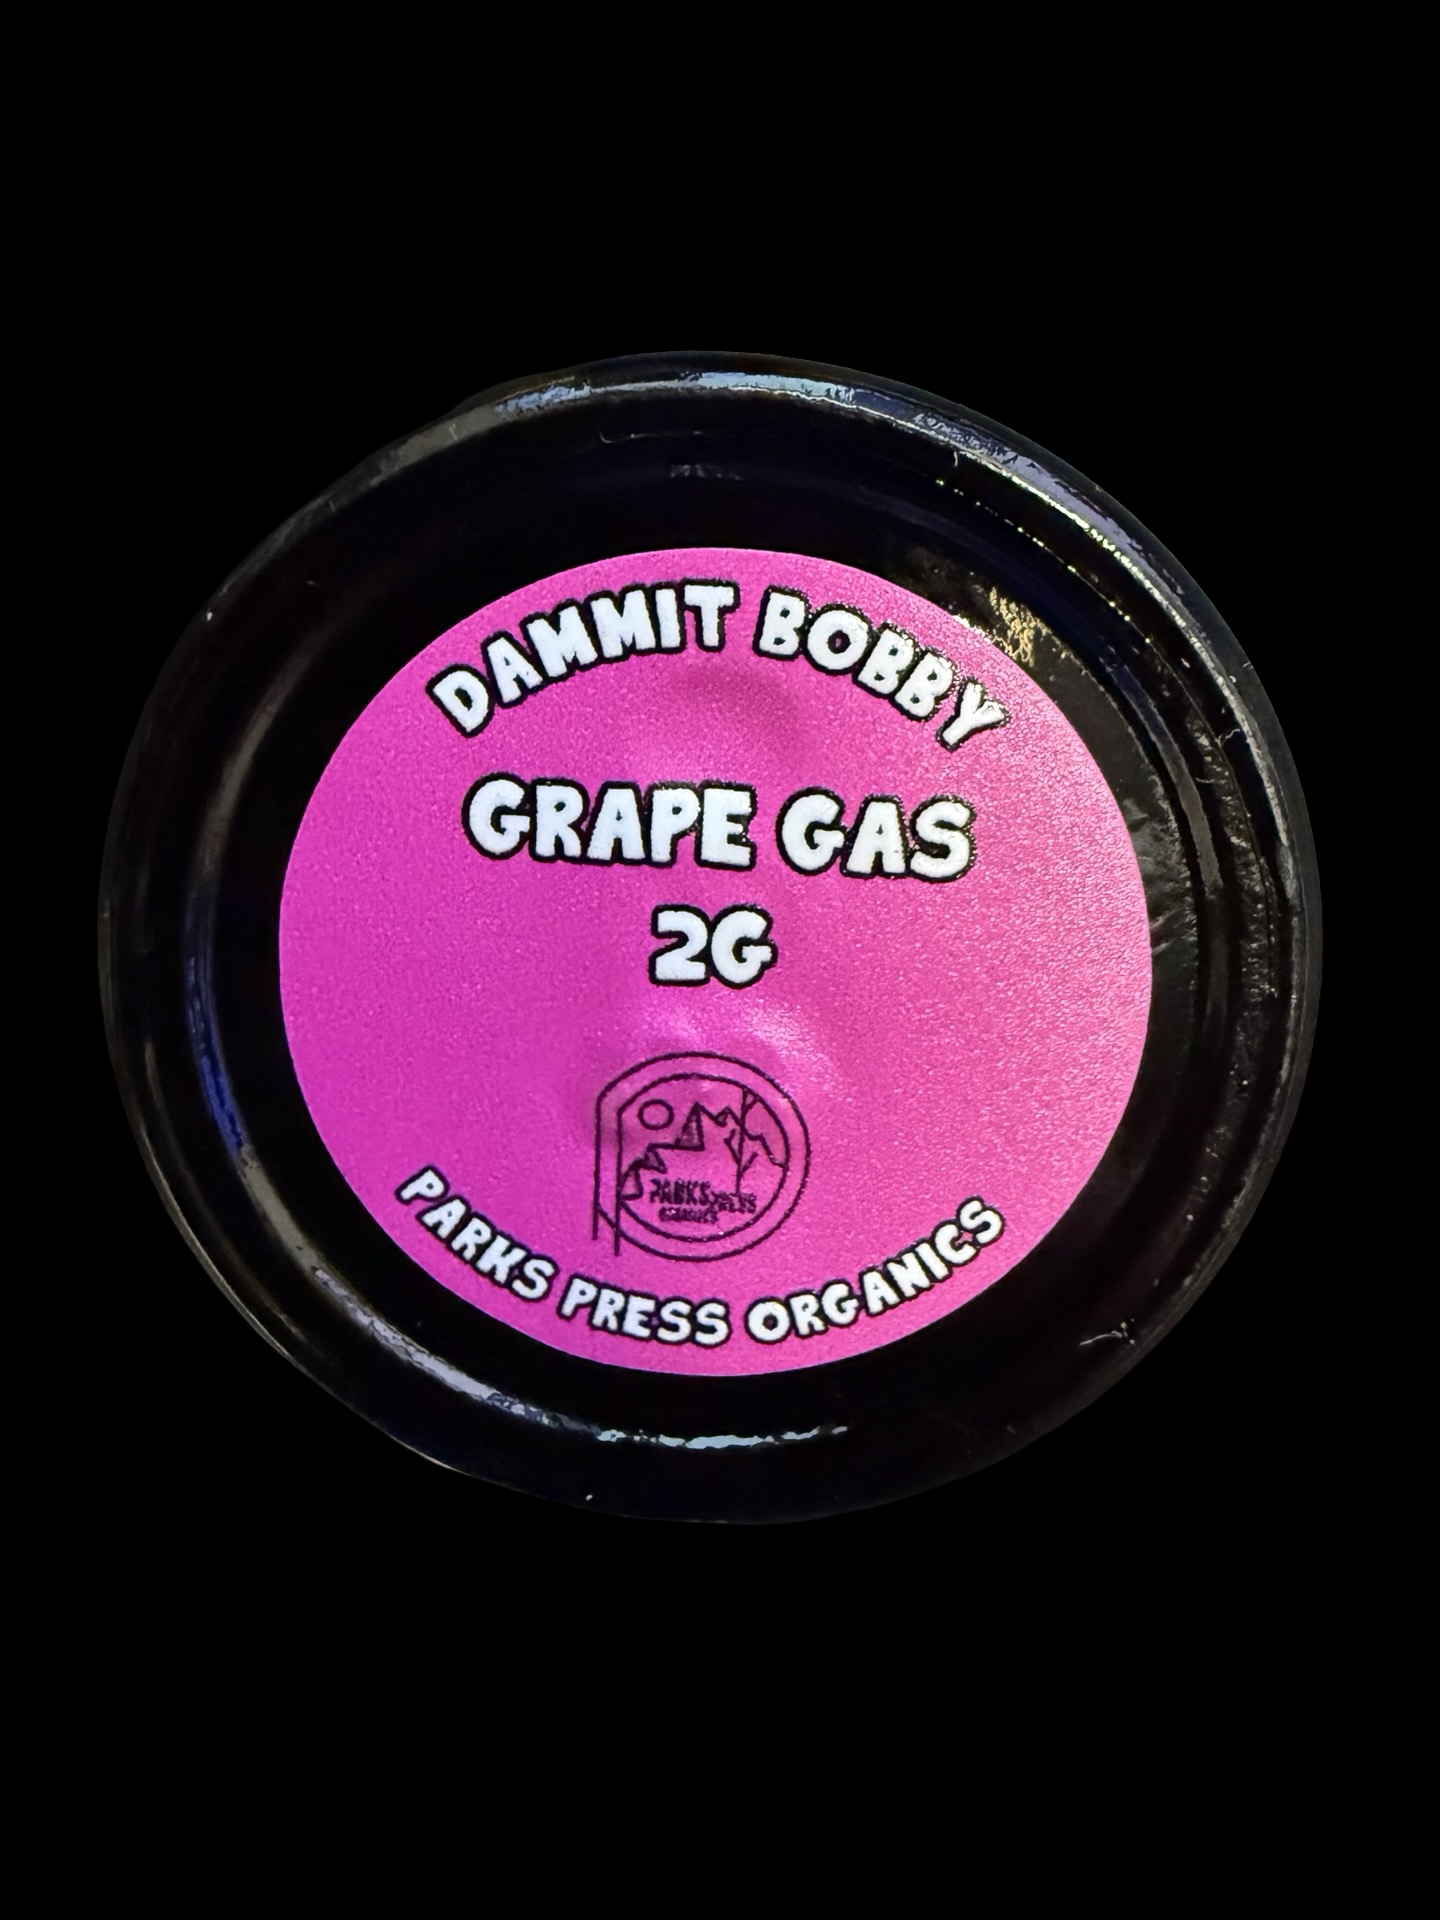 DAMMIT BOBBY
GRAPE GAS
2G
PARKS PRESS
PARKS PRESS ORGANICS